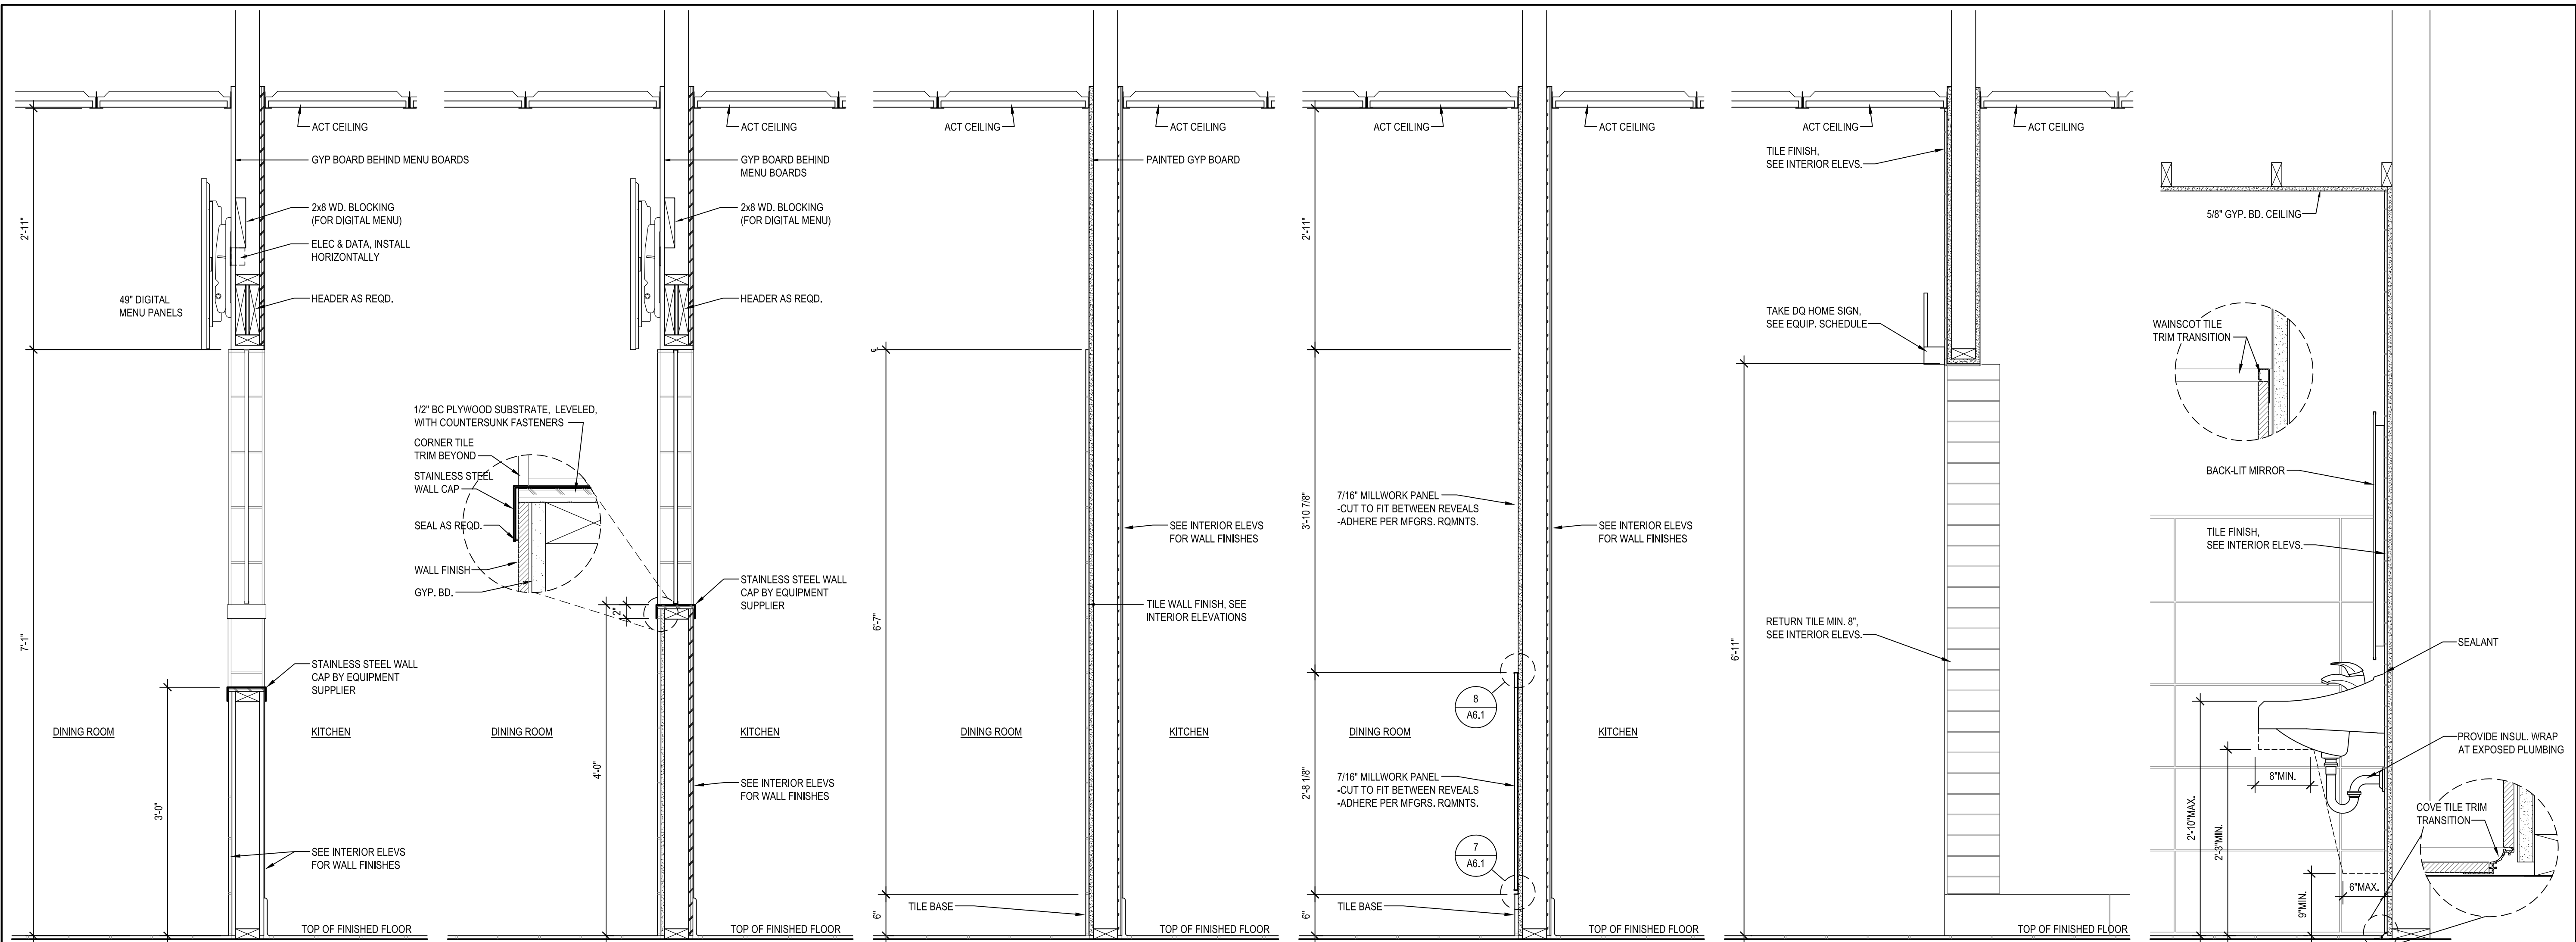 ACT CEILING
GYP BOARD BEHIND MENU BOARDS
2x8 WD. BLOCKING
(FOR DIGITAL MENU)
ELEC & DATA, INSTALL
HORIZONTALLY
2'-11"
49" DIGITAL
MENU PANELS
HEADER AS REQD.
7'-1"
STAINLESS STEEL WALL
CAP BY EQUIPMENT
SUPPLIER
DINING ROOM
KITCHEN
3'-0"
SEE INTERIOR ELEVS
FOR WALL FINISHES
TOP OF FINISHED FLOOR
ACT CEILING
GYP BOARD BEHIND
MENU BOARDS
2x8 WD. BLOCKING
(FOR DIGITAL MENU)
HEADER AS REQD.
1/2" BC PLYWOOD SUBSTRATE, LEVELED,
WITH COUNTERSUNK FASTENERS
CORNER TILE
TRIM BEYOND
STAINLESS STEEL
WALL CAP
SEAL AS REQD.
WALL FINISH
GYP. BD.
2"
STAINLESS STEEL WALL
CAP BY EQUIPMENT
SUPPLIER
DINING ROOM
KITCHEN
4'-0"
SEE INTERIOR ELEVS
FOR WALL FINISHES
TOP OF FINISHED FLOOR
ACT CEILING
ACT CEILING
PAINTED GYP BOARD
SEE INTERIOR ELEVS
FOR WALL FINISHES
TILE WALL FINISH, SEE
INTERIOR ELEVATIONS
6'-7"
DINING ROOM
KITCHEN
TILE BASE
6"
TOP OF FINISHED FLOOR
ACT CEILING
ACT CEILING
2'-11"
3'-10 7/8"
7/16" MILLWORK PANEL
-CUT TO FIT BETWEEN REVEALS
-ADHERE PER MFGRS. RQMNTS.
SEE INTERIOR ELEVS
FOR WALL FINISHES
8
A6.1
DINING ROOM
KITCHEN
2'-8 1/8"
7/16" MILLWORK PANEL
-CUT TO FIT BETWEEN REVEALS
-ADHERE PER MFGRS. RQMNTS.
7
A6.1
TILE BASE
6"
TOP OF FINISHED FLOOR
ACT CEILING
ACT CEILING
TILE FINISH,
SEE INTERIOR ELEVS.
TAKE DQ HOME SIGN,
SEE EQUIP. SCHEDULE
RETURN TILE MIN. 8",
SEE INTERIOR ELEVS.
6'-11"
TOP OF FINISHED FLOOR
5/8" GYP. BD. CEILING
WAINSCOT TILE
TRIM TRANSITION
BACK-LIT MIRROR
TILE FINISH,
SEE INTERIOR ELEVS.
SEALANT
PROVIDE INSUL. WRAP
AT EXPOSED PLUMBING
8"MIN.
2'-10"MAX.
2'-3"MIN.
COVE TILE TRIM
TRANSITION
6"MAX.
9"MIN.